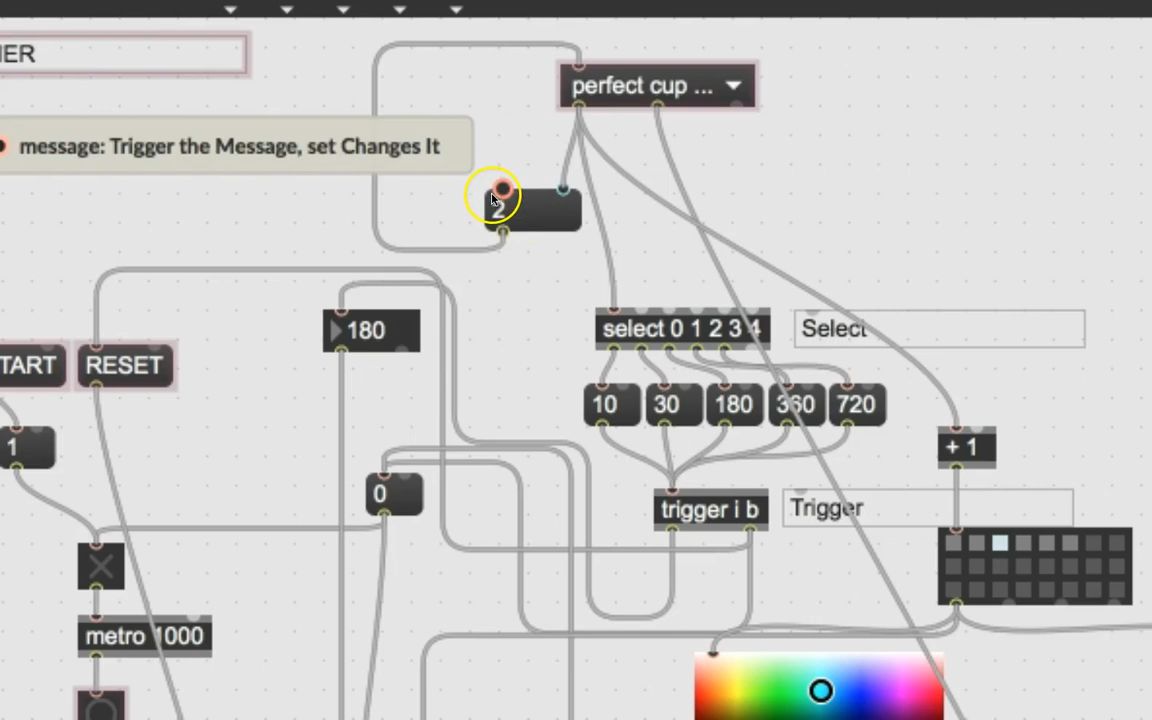 IER
perfect cup ...
message: Trigger the Message, set Changes It
2
180
select 0 1 2 3 4
Select
TART
RESET
10
30
180
360
720
1
+ 1
0
trigger i b
Trigger
metro 1000